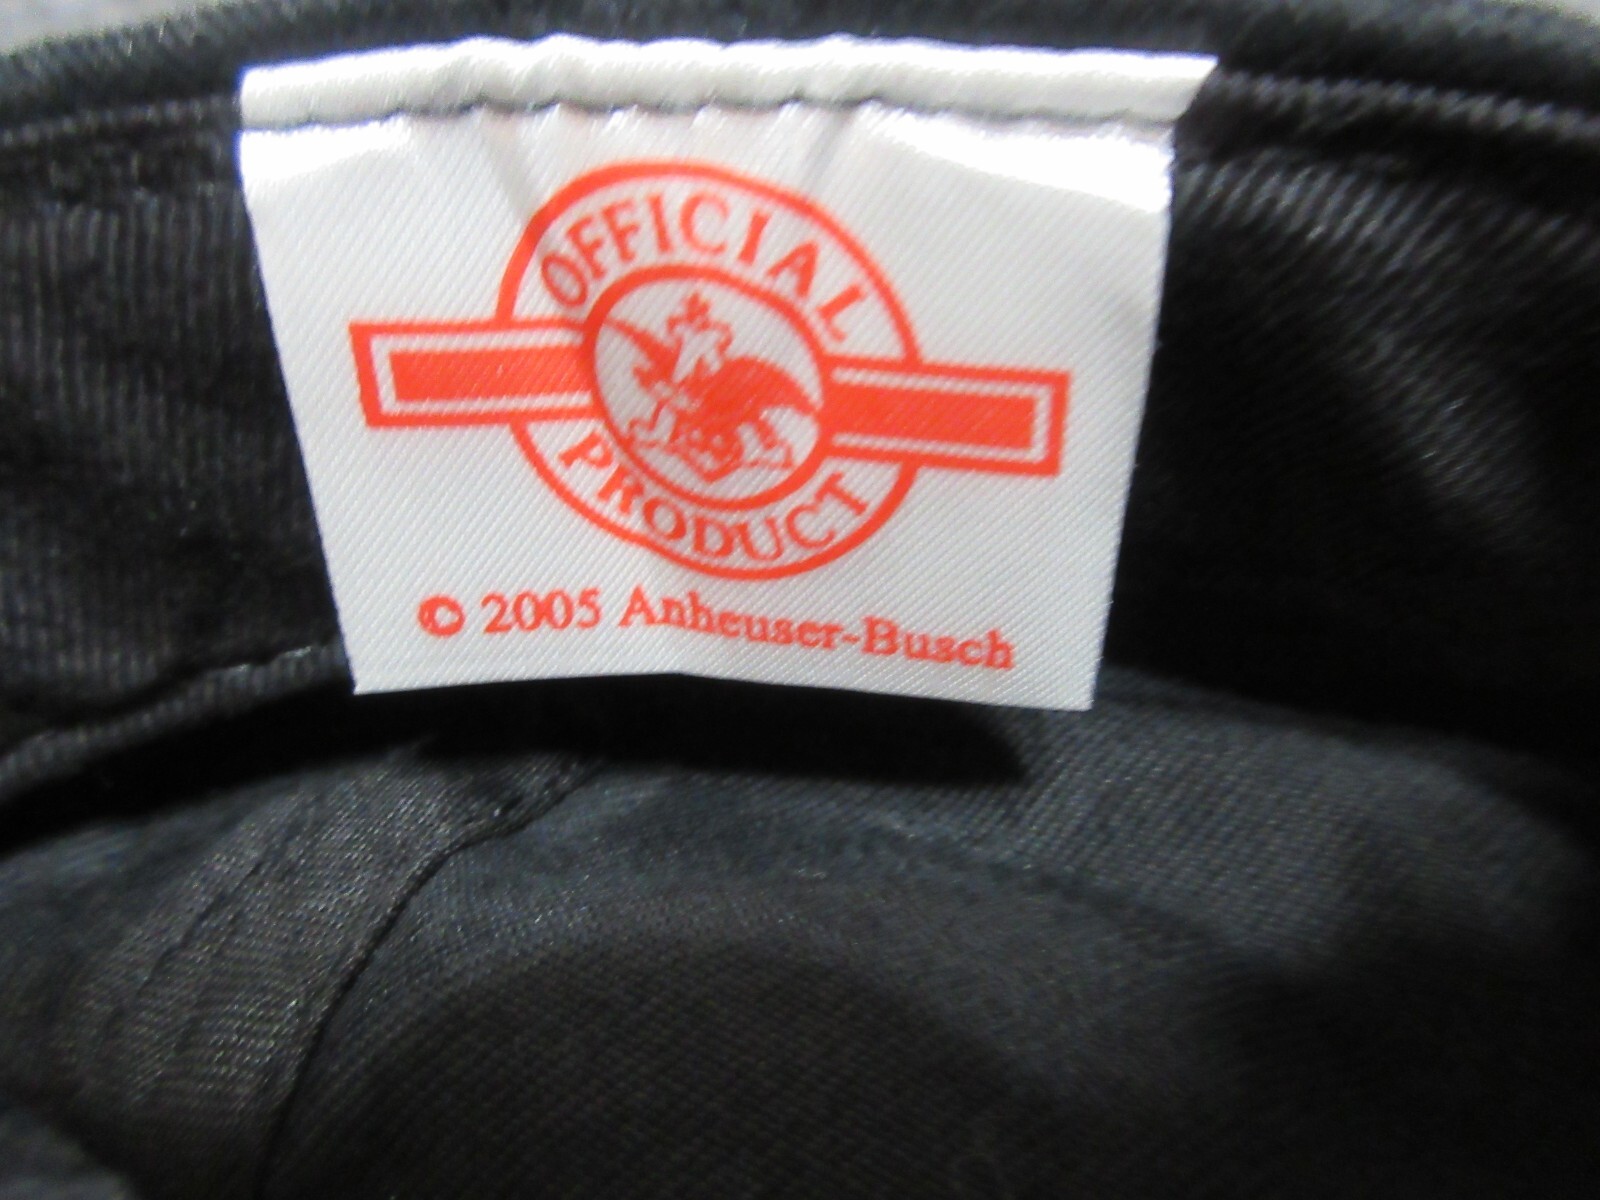 OFFICIAL
PRODUCT
© 2005 Anheuser-Busch